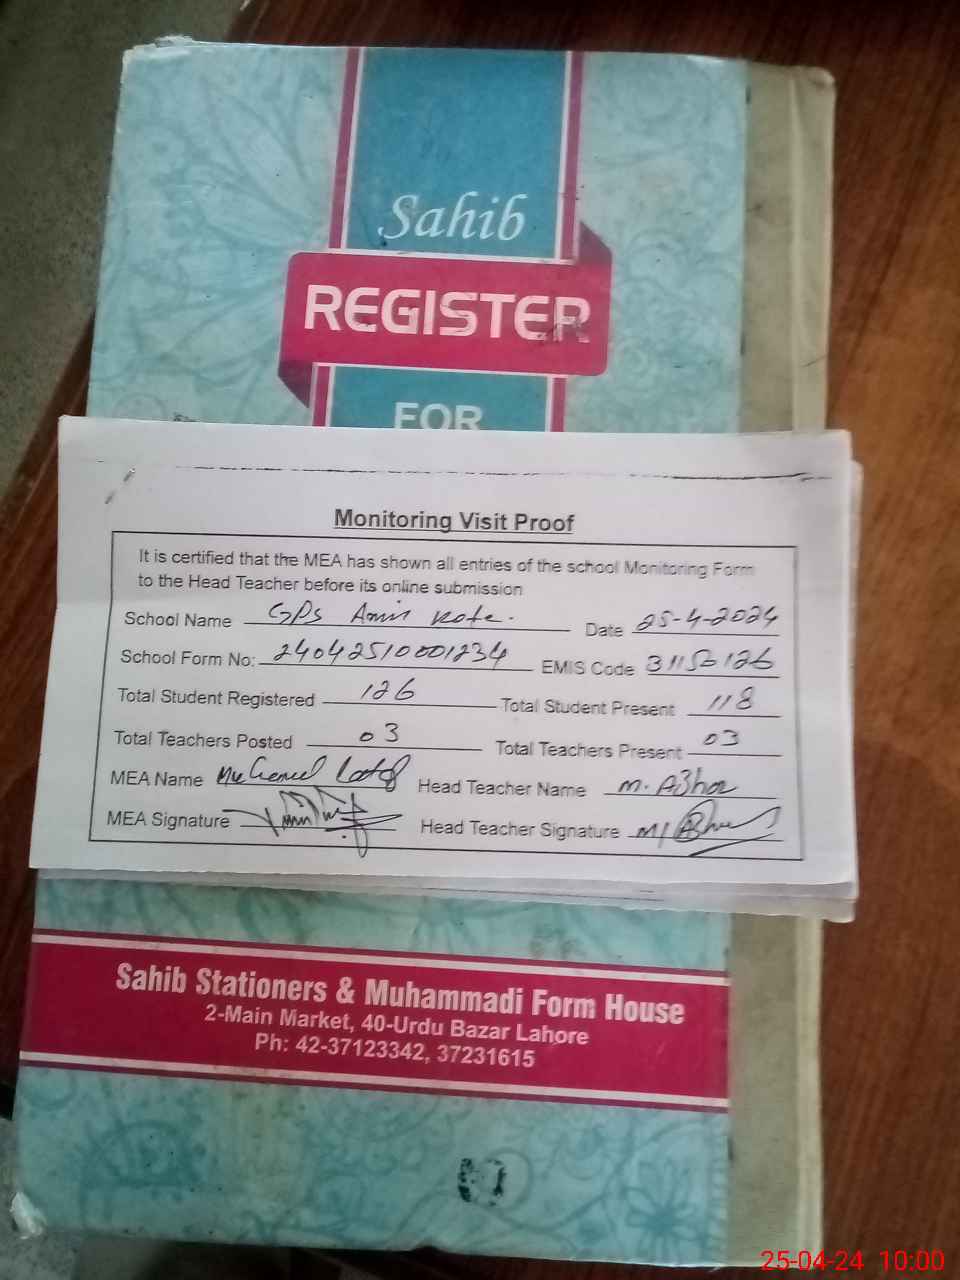 Sahib
REGISTER
FOR
Monitoring Visit Proof
It is certified that the MEA has shown all entries of the school Monitoring Form
to the Head Teacher before its online submission
School Name GPS Amir Kote. Date 25-4-2024
School Form No: 24042510001234 EMIS Code 31150126
Total Student Registered 126 Total Student Present 118
Total Teachers Posted 03 Total Teachers Present 03
MEA Name Head Teacher Name M. Azhar
MEA Signature Head Teacher Signature
Sahib Stationers & Muhammadi Form House
2-Main Market, 40-Urdu Bazar Lahore
Ph: 42-37123342, 37231615
25-04-24 10:00